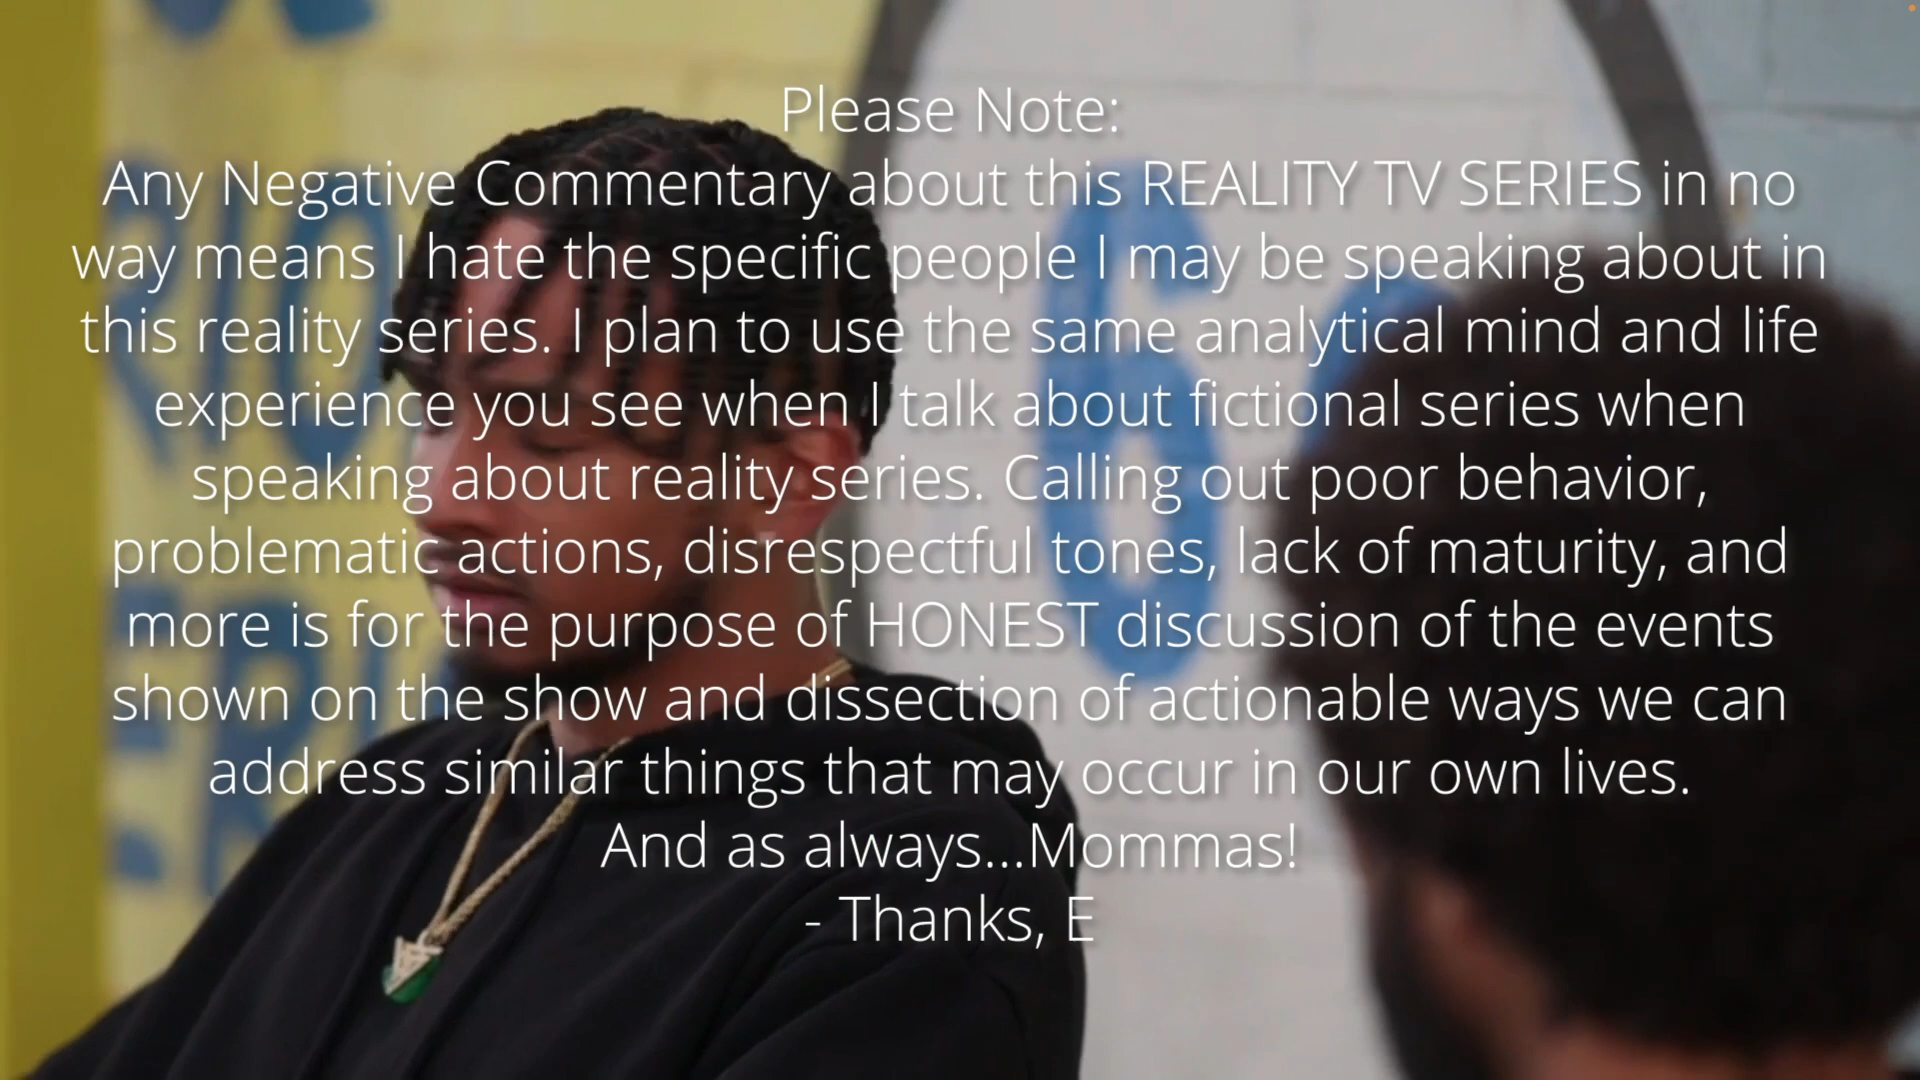 Please Note:
Any Negative Commentary about this REALITY TV SERIES in no
way means I hate the specific people I may be speaking about in
this reality series. I plan to use the same analytical mind and life
experience you see when I talk about fictional series when
speaking about reality series. Calling out poor behavior,
problematic actions, disrespectful tones, lack of maturity, and
more is for the purpose of HONEST discussion of the events
shown on the show and dissection of actionable ways we can
address similar things that may occur in our own lives.
And as always...Mommas!
- Thanks, E